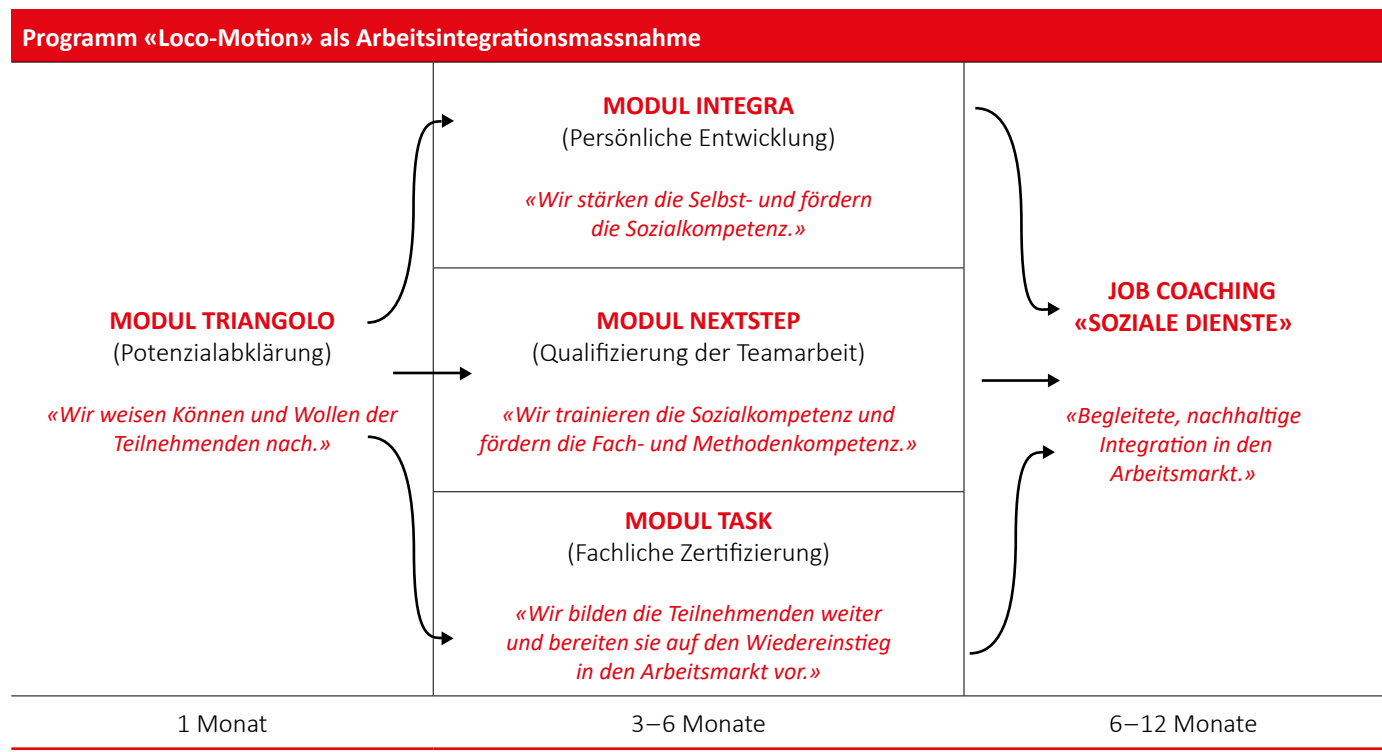 Programm «Loco-Motion» als Arbeitsintegrationsmassnahme
MODUL TRIANGOLO
(Potenzialabklärung)
«Wir weisen Können und Wollen der
Teilnehmenden nach.»
MODUL INTEGRA
(Persönliche Entwicklung)
«Wir stärken die Selbst- und fördern
die Sozialkompetenz.»
MODUL NEXTSTEP
(Qualifizierung der Teamarbeit)
«Wir trainieren die Sozialkompetenz und
fördern die Fach- und Methodenkompetenz.»
MODUL TASK
(Fachliche Zertifizierung)
«Wir bilden die Teilnehmenden weiter
und bereiten sie auf den Wiedereinstieg
in den Arbeitsmarkt vor.»
JOB COACHING
«SOZIALE DIENSTE»
«Begleitete, nachhaltige
Integration in den
Arbeitsmarkt.»
1 Monat
3–6 Monate
6–12 Monate